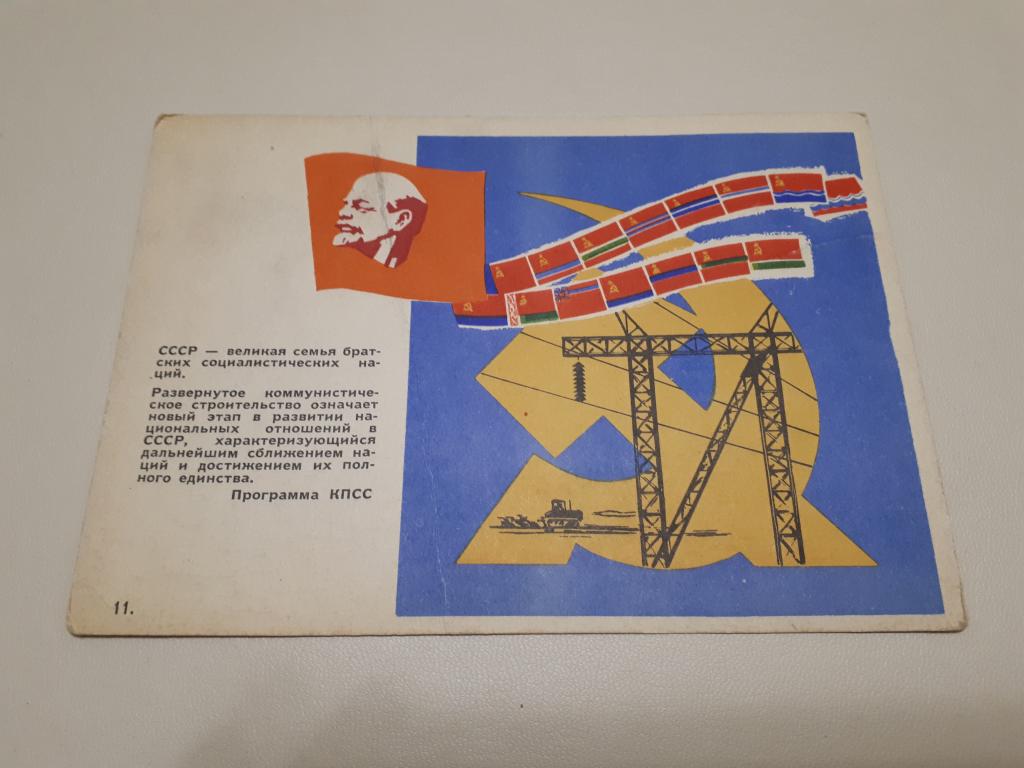 СССР — великая семья брат-
ских социалистических на-
ций.
Развернутое коммунистиче-
ское строительство означает
новый этап в развитии на-
циональных отношений в
СССР, характеризующийся
дальнейшим сближением на-
ций и достижением их пол-
ного единства.
Программа КПСС
11.